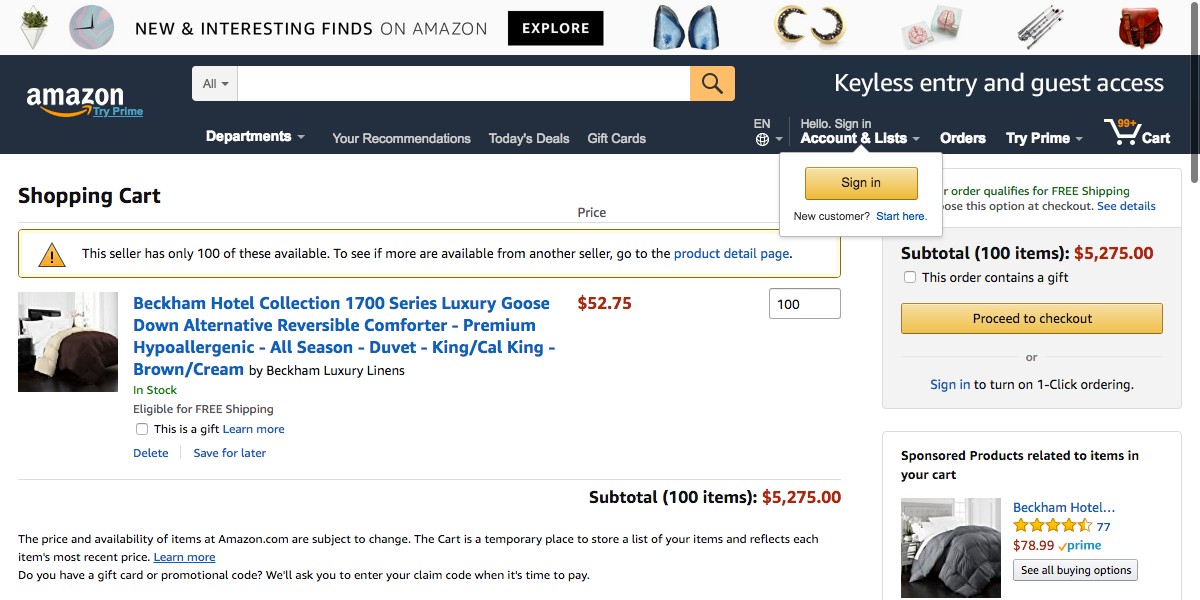 NEW & INTERESTING FINDS ON AMAZON EXPLORE
All
Keyless entry and guest access
amazon
Try Prime
Departments Your Recommendations Today's Deals Gift Cards
EN
Hello. Sign in
Account & Lists Orders Try Prime 99+ Cart
Sign in
New customer? Start here.
Shopping Cart
Price
This seller has only 100 of these available. To see if more are available from another seller, go to the product detail page.
Beckham Hotel Collection 1700 Series Luxury Goose
Down Alternative Reversible Comforter - Premium
Hypoallergenic - All Season - Duvet - King/Cal King -
Brown/Cream by Beckham Luxury Linens
$52.75
100
In Stock
Eligible for FREE Shipping
This is a gift Learn more
Delete Save for later
Subtotal (100 items): $5,275.00
The price and availability of items at Amazon.com are subject to change. The Cart is a temporary place to store a list of your items and reflects each
item's most recent price. Learn more
Do you have a gift card or promotional code? We'll ask you to enter your claim code when it's time to pay.
r order qualifies for FREE Shipping
ose this option at checkout. See details
Subtotal (100 items): $5,275.00
This order contains a gift
Proceed to checkout
or
Sign in to turn on 1-Click ordering.
Sponsored Products related to items in
your cart
Beckham Hotel...
77
$78.99 prime
See all buying options